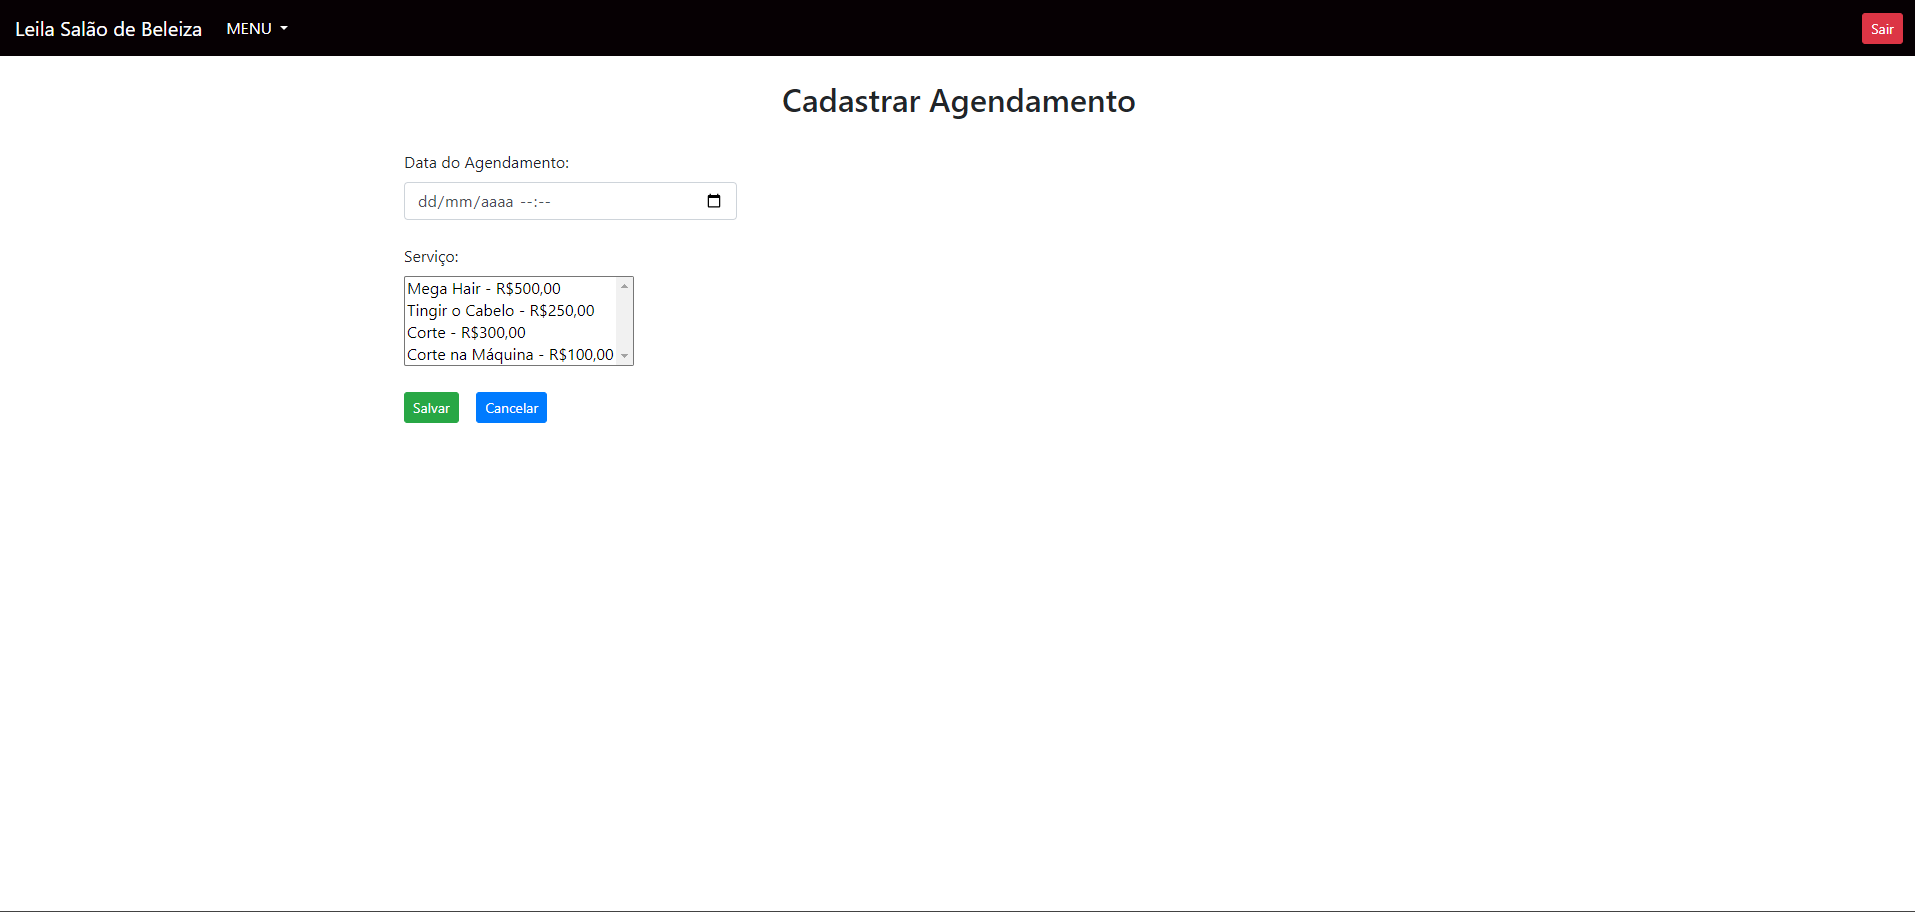 Leila Salão de Beleiza MENU Sair
Cadastrar Agendamento
Data do Agendamento:
dd/mm/aaaa --:--
Serviço:
Mega Hair - R$500,00
Tingir o Cabelo - R$250,00
Corte - R$300,00
Corte na Máquina - R$100,00
Salvar Cancelar